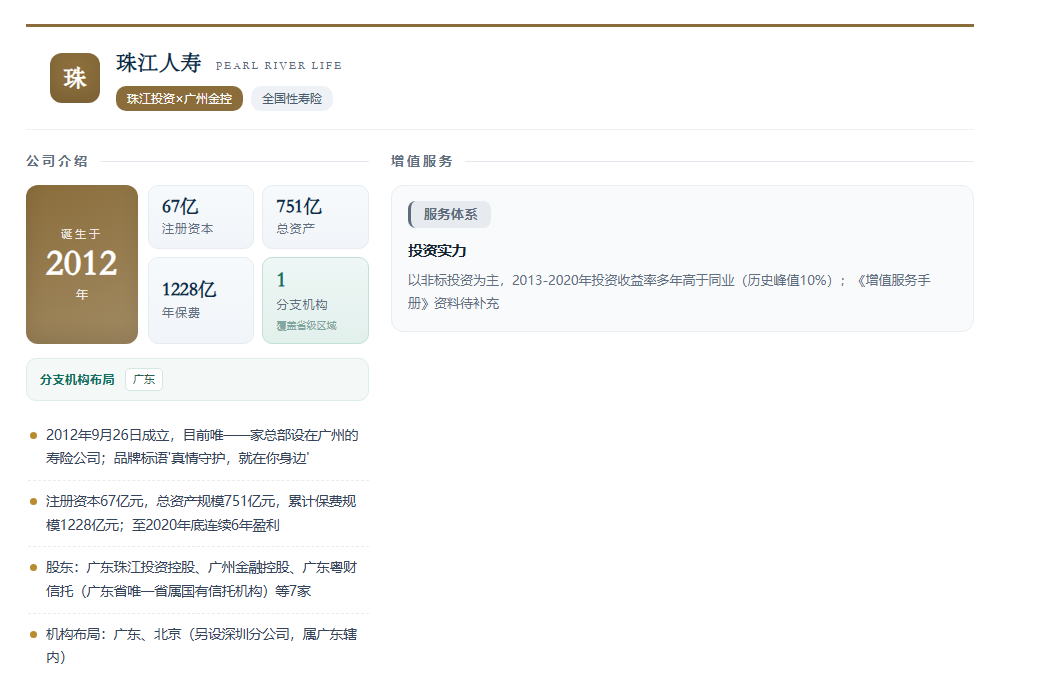 珠
珠江人寿 PEARL RIVER LIFE
珠江投资×广州金控 全国性寿险
公司介绍
诞生于
2012
年
67亿
注册资本
751亿
总资产
1228亿
年保费
1
分支机构
覆盖省级区域
分支机构布局 广东
2012年9月26日成立，目前唯一一家总部设在广州的
寿险公司；品牌标语'真情守护，就在你身边'
注册资本67亿元，总资产规模751亿元，累计保费规
模1228亿元；至2020年底连续6年盈利
股东：广东珠江投资控股、广州金融控股、广东粤财
信托（广东省唯一省属国有信托机构）等7家
机构布局：广东、北京（另设深圳分公司，属广东辖
内）
增值服务
服务体系
投资实力
以非标投资为主，2013-2020年投资收益率多年高于同业（历史峰值10%）；《增值服务手
册》资料待补充